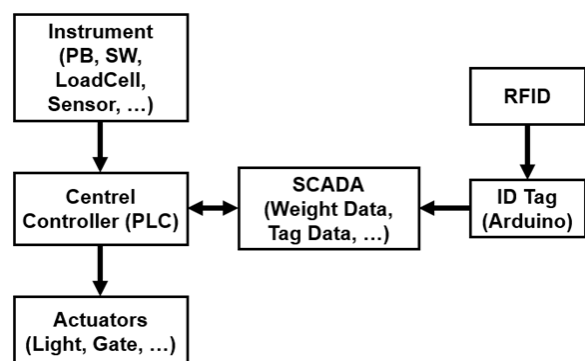 Instrument
(PB, SW,
LoadCell,
Sensor, ...)
RFID
Centrel
Controller (PLC)
SCADA
(Weight Data,
Tag Data, ...)
ID Tag
(Arduino)
Actuators
(Light, Gate, ...)